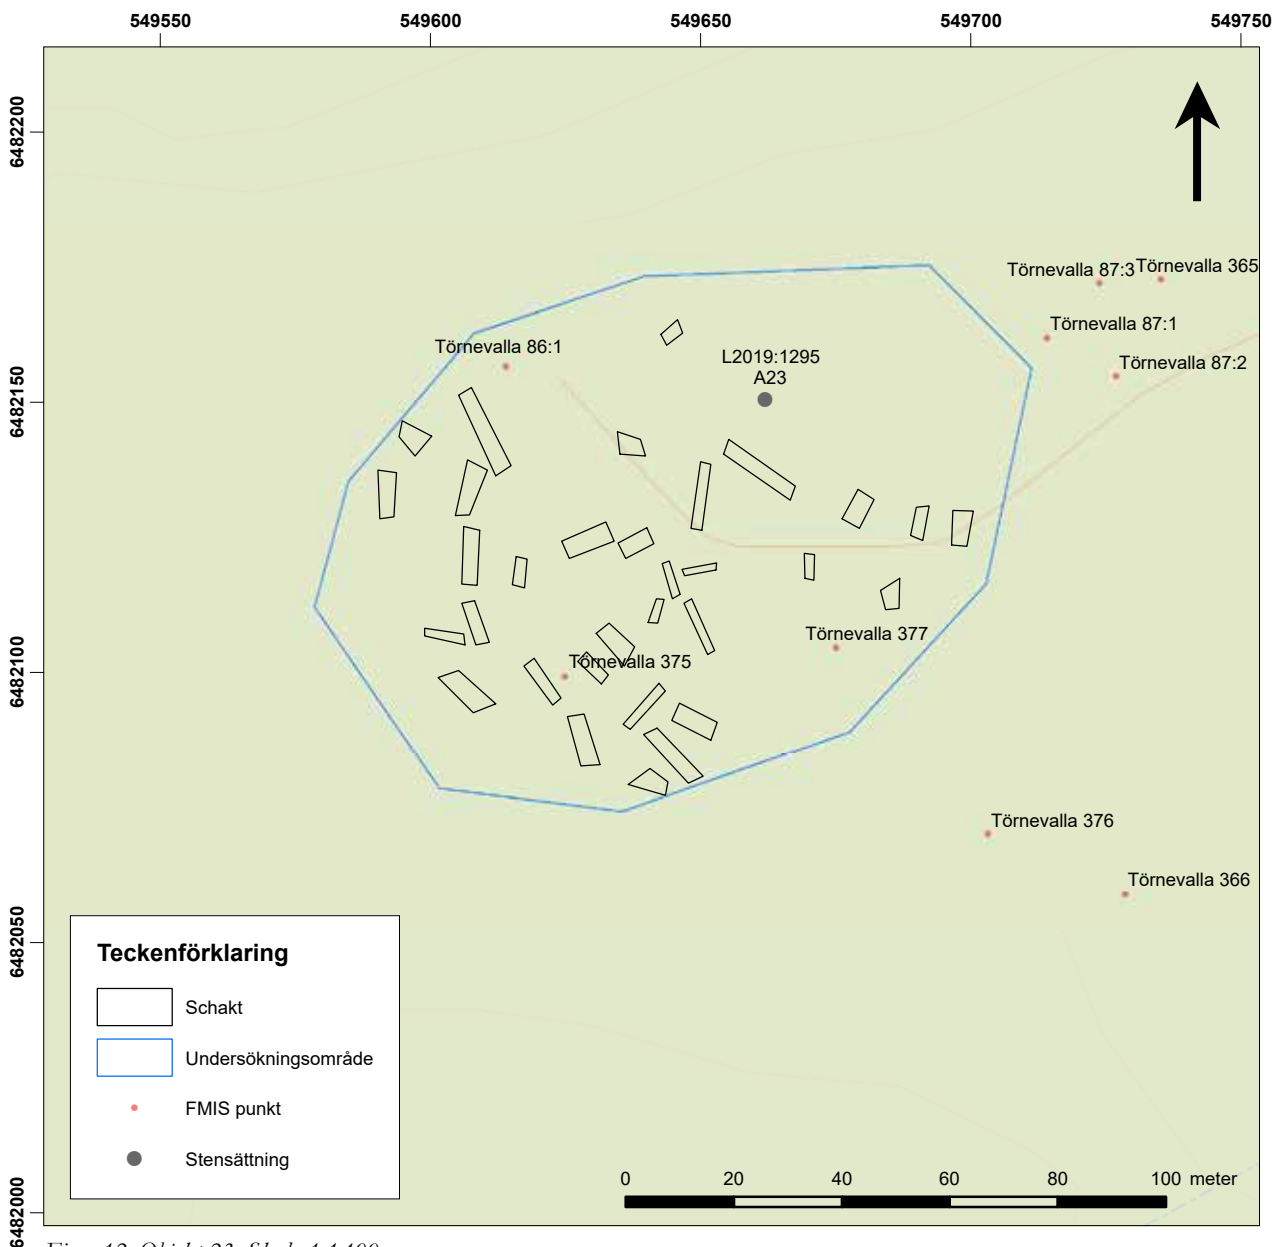 549550 549600 549650 549700 549750
6482200
6482150
6482100
6482050
6482000
Törnevalla 87:3
Törnevalla 365
Törnevalla 87:1
Törnevalla 86:1
L2019:1295
A23
Törnevalla 87:2
Törnevalla 377
Törnevalla 375
Törnevalla 376
Törnevalla 366
Teckenförklaring
Schakt
Undersökningsområde
FMIS punkt
Stensättning
0 20 40 60 80 100 meter